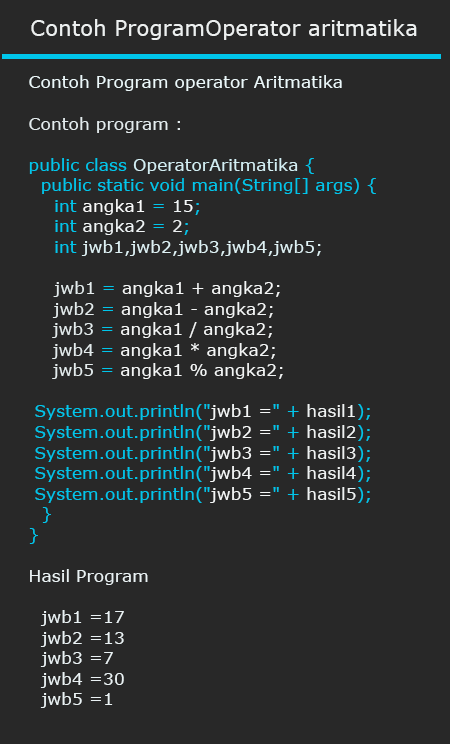 Contoh ProgramOperator aritmatika
Contoh Program operator Aritmatika
Contoh program :
public class OperatorAritmatika {
public static void main(String[] args) {
int angka1 = 15;
int angka2 = 2;
int jwb1,jwb2,jwb3,jwb4,jwb5;
jwb1 = angka1 + angka2;
jwb2 = angka1 - angka2;
jwb3 = angka1 / angka2;
jwb4 = angka1 * angka2;
jwb5 = angka1 % angka2;
System.out.println("jwb1 =" + hasil1);
System.out.println("jwb2 =" + hasil2);
System.out.println("jwb3 =" + hasil3);
System.out.println("jwb4 =" + hasil4);
System.out.println("jwb5 =" + hasil5);
}
}
Hasil Program
jwb1 =17
jwb2 =13
jwb3 =7
jwb4 =30
jwb5 =1